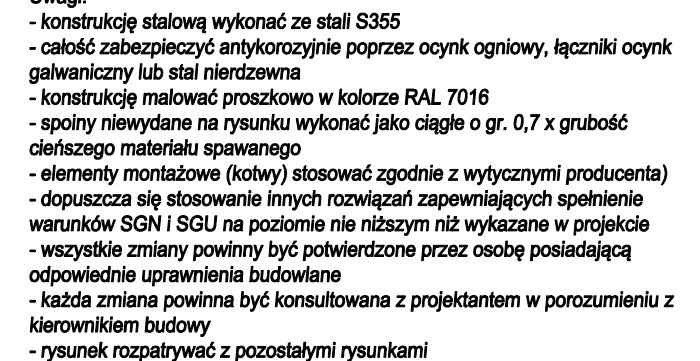 Uwagi:
- konstrukcję stalową wykonać ze stali S355
- całość zabezpieczyć antykorozyjnie poprzez ocynk ogniowy, łączniki ocynk
galwaniczny lub stal nierdzewna
- konstrukcję malować proszkowo w kolorze RAL 7016
- spoiny niewydane na rysunku wykonać jako ciągłe o gr. 0,7 x grubość
cieńszego materiału spawanego
- elementy montażowe (kotwy) stosować zgodnie z wytycznymi producenta)
- dopuszcza się stosowanie innych rozwiązań zapewniających spełnienie
warunków SGN i SGU na poziomie nie niższym niż wykazane w projekcie
- wszystkie zmiany powinny być potwierdzone przez osobę posiadającą
odpowiednie uprawnienia budowlane
- każda zmiana powinna być konsultowana z projektantem w porozumieniu z
kierownikiem budowy
- rysunek rozpatrywać z pozostałymi rysunkami